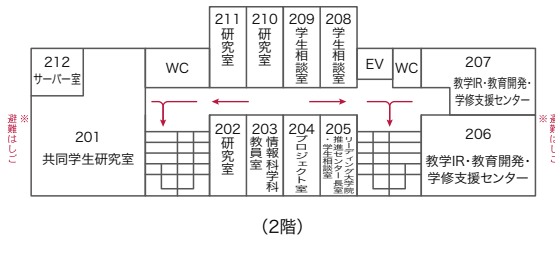 211
研究室
210
研究室
209
学生相談室
208
学生相談室
212
サーバー室
WC
EV
WC
207
教学IR・教育開発・
学修支援センター
※
避難はしご
201
共同学生研究室
202
研究室
203
情報科学科
教員室
204
プロジェクト室
205
リーディング大学院
推進センター長室
・学生相談室
206
教学IR・教育開発・
学修支援センター
※
避難はしご
（2階）